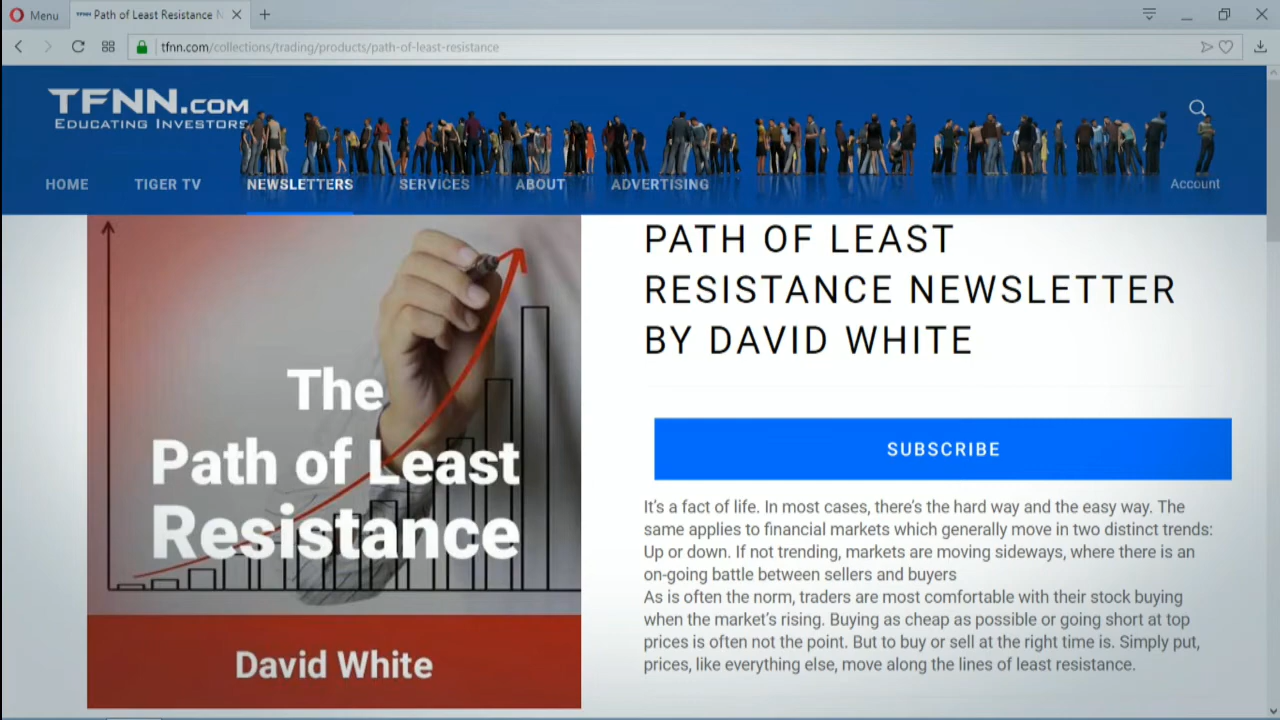 Menu
TFNN Path of Least Resistance N
tfnn.com/collections/trading/products/path-of-least-resistance
TFNN.COM
EDUCATING INVESTORS
HOME TIGER TV NEWSLETTERS SERVICES ABOUT ADVERTISING Account
PATH OF LEAST
RESISTANCE NEWSLETTER
BY DAVID WHITE
The
Path of Least
Resistance
David White
SUBSCRIBE
It's a fact of life. In most cases, there's the hard way and the easy way. The
same applies to financial markets which generally move in two distinct trends:
Up or down. If not trending, markets are moving sideways, where there is an
on-going battle between sellers and buyers
As is often the norm, traders are most comfortable with their stock buying
when the market's rising. Buying as cheap as possible or going short at top
prices is often not the point. But to buy or sell at the right time is. Simply put,
prices, like everything else, move along the lines of least resistance.